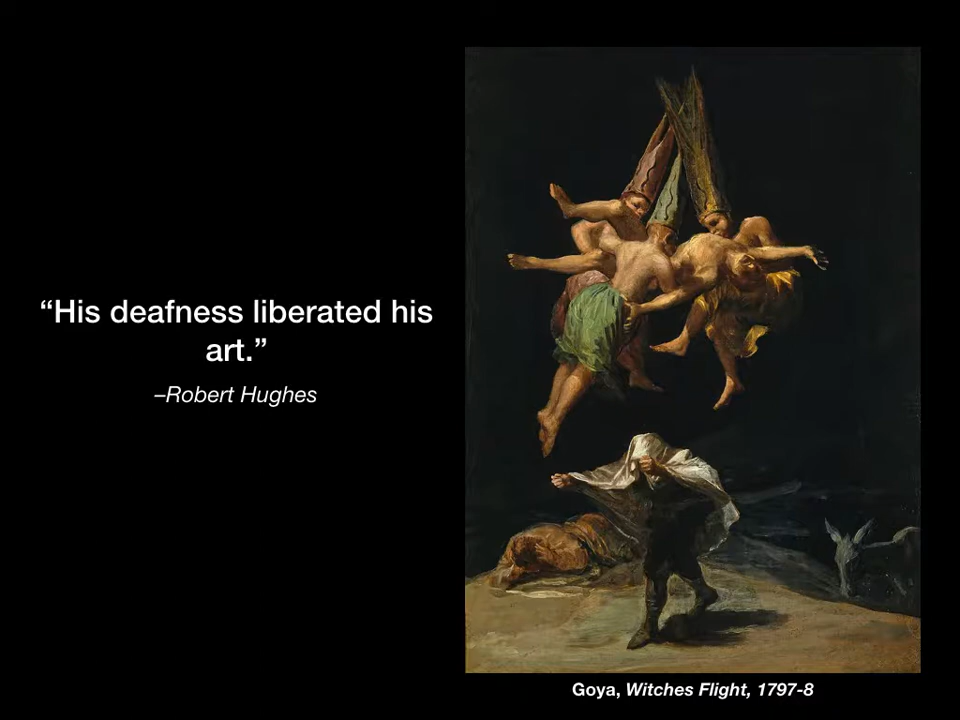 “His deafness liberated his
art.”
–Robert Hughes
Goya, Witches Flight, 1797-8